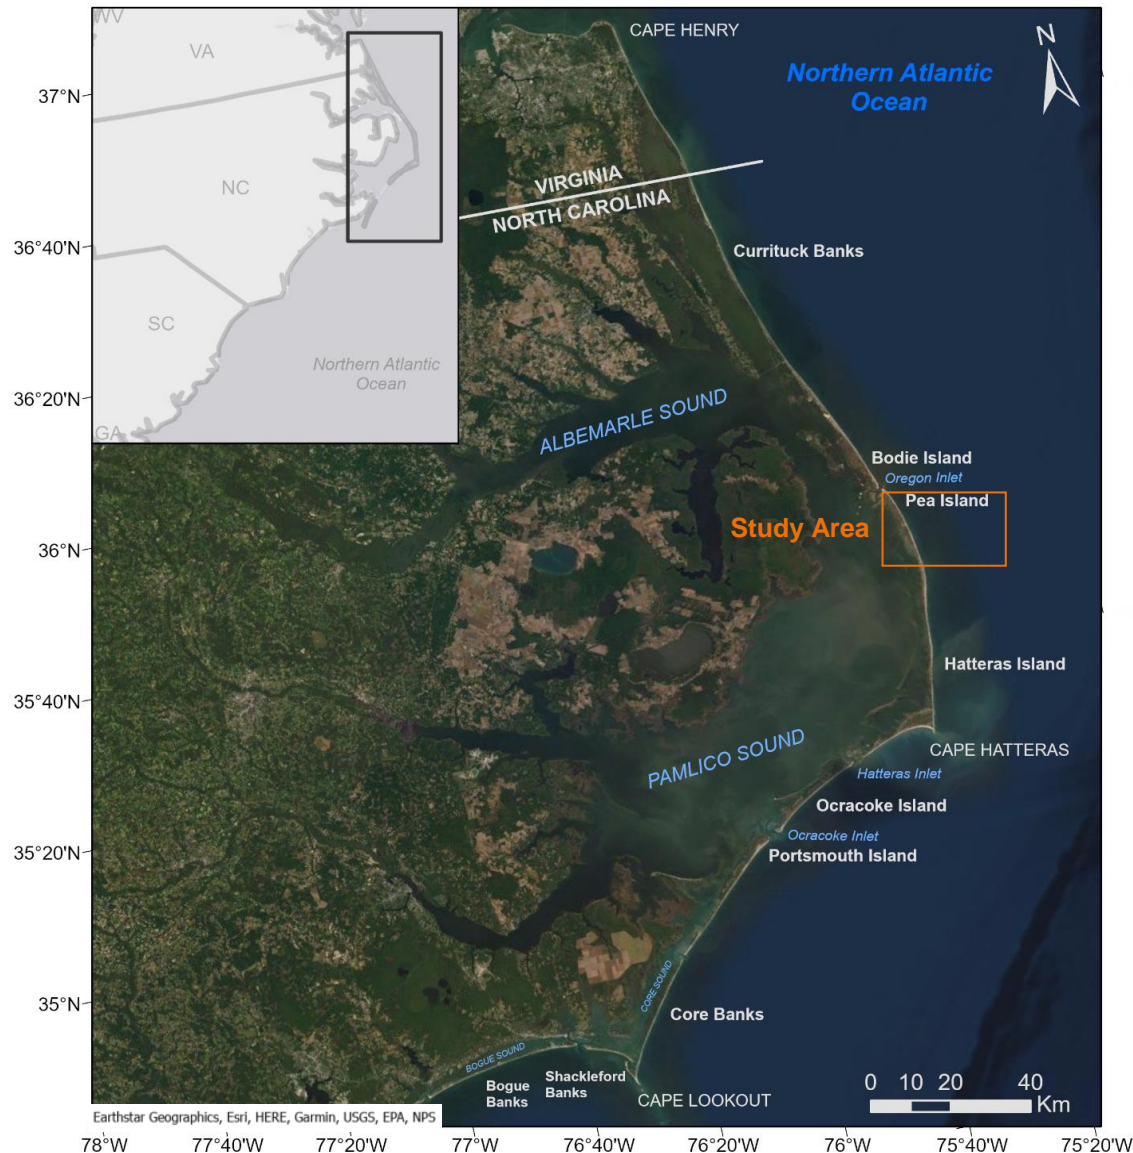 WV
VA
NC
SC
GA
Northern Atlantic
Ocean
CAPE HENRY
Northern Atlantic
Ocean
N
37°N
VIRGINIA
NORTH CAROLINA
36°40'N
Currituck Banks
36°20'N
ALBEMARLE SOUND
Bodie Island
Oregon Inlet
Pea Island
Study Area
36°N
Hatteras Island
35°40'N
CAPE HATTERAS
PAMLICO SOUND
Hatteras Inlet
Ocracoke Island
Ocracoke Inlet
35°20'N
Portsmouth Island
CORE SOUND
35°N
Core Banks
BOGUE SOUND
Bogue
Banks
Shackleford
Banks
CAPE LOOKOUT
0 10 20 40
Km
Earthstar Geographics, Esri, HERE, Garmin, USGS, EPA, NPS
78°W 77°40'W 77°20'W 77°W 76°40'W 76°20'W 76°W 75°40'W 75°20'W